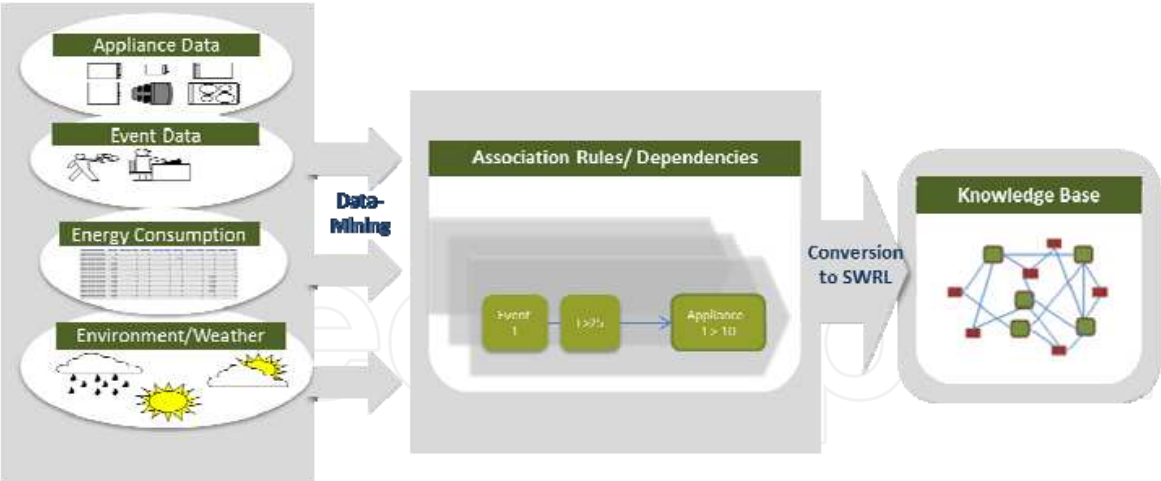 Appliance Data
Event Data
Energy Consumption
Environment/Weather
Data-
Mining
Association Rules/ Dependencies
Event
1
T>25
Appliance
1 > 10
Conversion
to SWRL
Knowledge Base